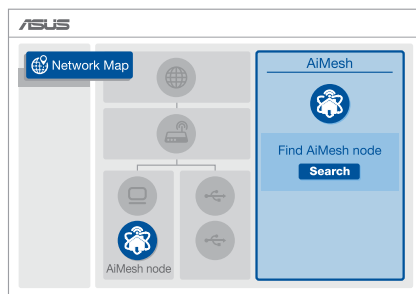 ASUS
Network Map
AiMesh
Find AiMesh node
Search
AiMesh node